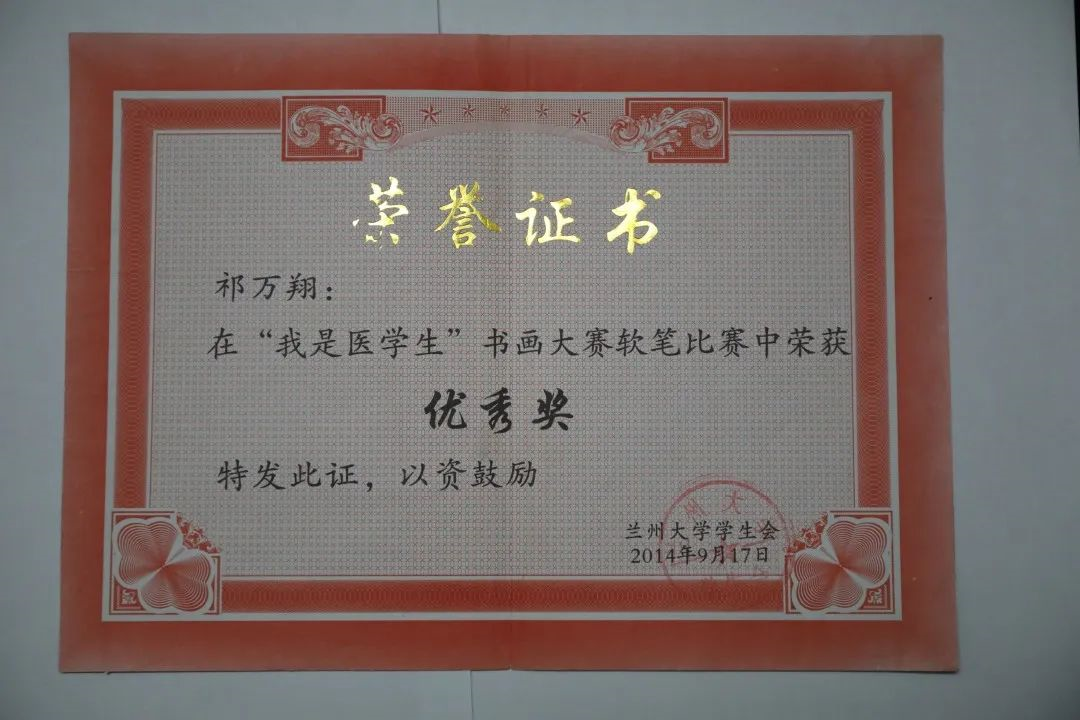 荣誉证书
祁万翔：
在“我是医学生”书画大赛软笔比赛中荣获
优秀奖
特发此证，以资鼓励
兰州大学学生会
2014年9月17日